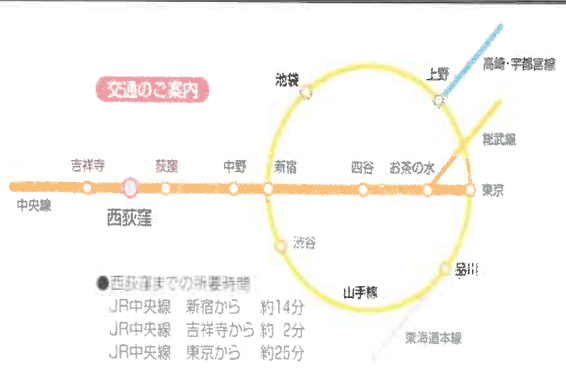 交通のご案内
池袋
上野
高崎・宇都宮線
総武線
吉祥寺
荻窪
中野
新宿
四谷
お茶の水
東京
中央線
西荻窪
渋谷
品川
山手線
東海道本線
●西荻窪までの所要時間
JR中央線 新宿から 約14分
JR中央線 吉祥寺から 約 2分
JR中央線 東京から 約25分